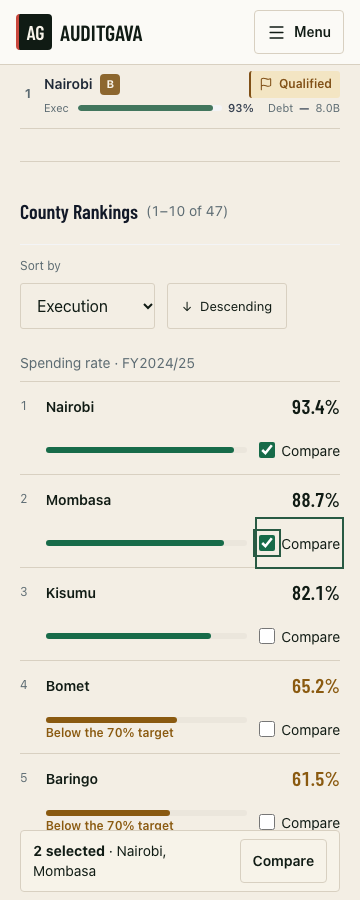 AG AUDITGAVA
Menu
1 Nairobi B Qualified
Exec 93% Debt — 8.0B
County Rankings (1–10 of 47)
Sort by
Execution ↓ Descending
Spending rate · FY2024/25
1 Nairobi 93.4%
Compare
2 Mombasa 88.7%
Compare
3 Kisumu 82.1%
Compare
4 Bomet 65.2%
Below the 70% target Compare
5 Baringo 61.5%
Below the 70% target Compare
2 selected · Nairobi,
Mombasa
Compare